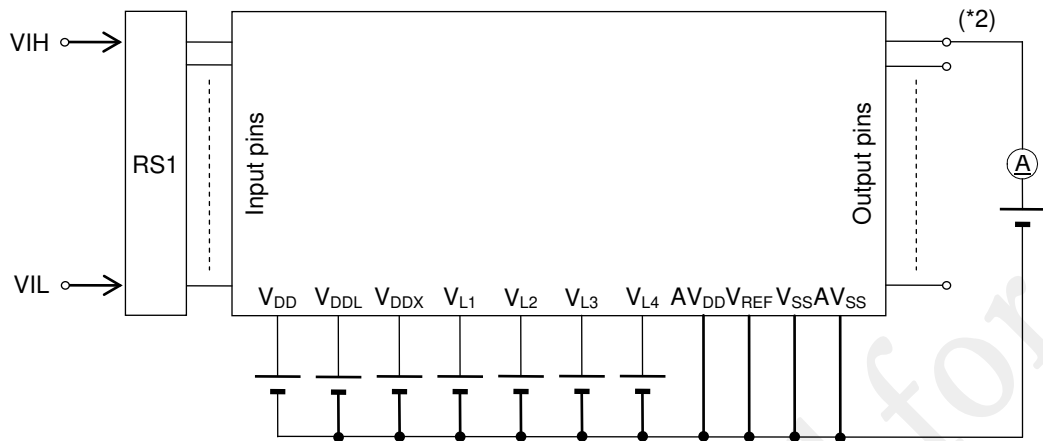 (*2)
VIH
RS1
Input pins
Output pins
A
VIL
VDD VDDL VDDX VL1 VL2 VL3 VL4 AVDD VREF VSS AVSS
for